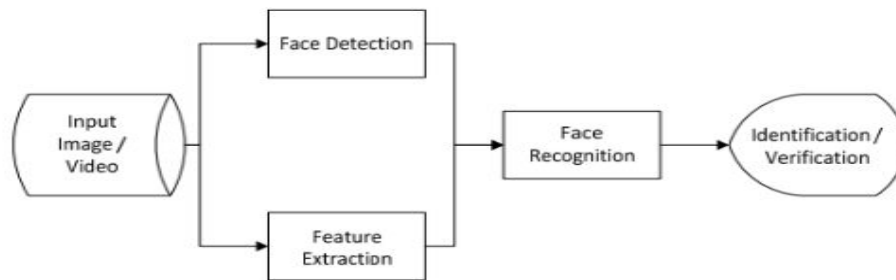 Face Detection
Input
Image /
Video
Face
Recognition
Identification /
Verification
Feature
Extraction